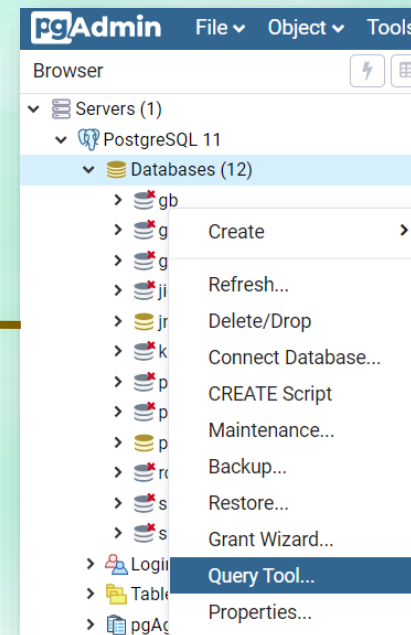 pgAdmin File Object Tools
Browser
Servers (1)
PostgreSQL 11
Databases (12)
gb
Create
Refresh...
Delete/Drop
Connect Database...
CREATE Script
Maintenance...
Backup...
Restore...
Grant Wizard...
Query Tool...
Properties...